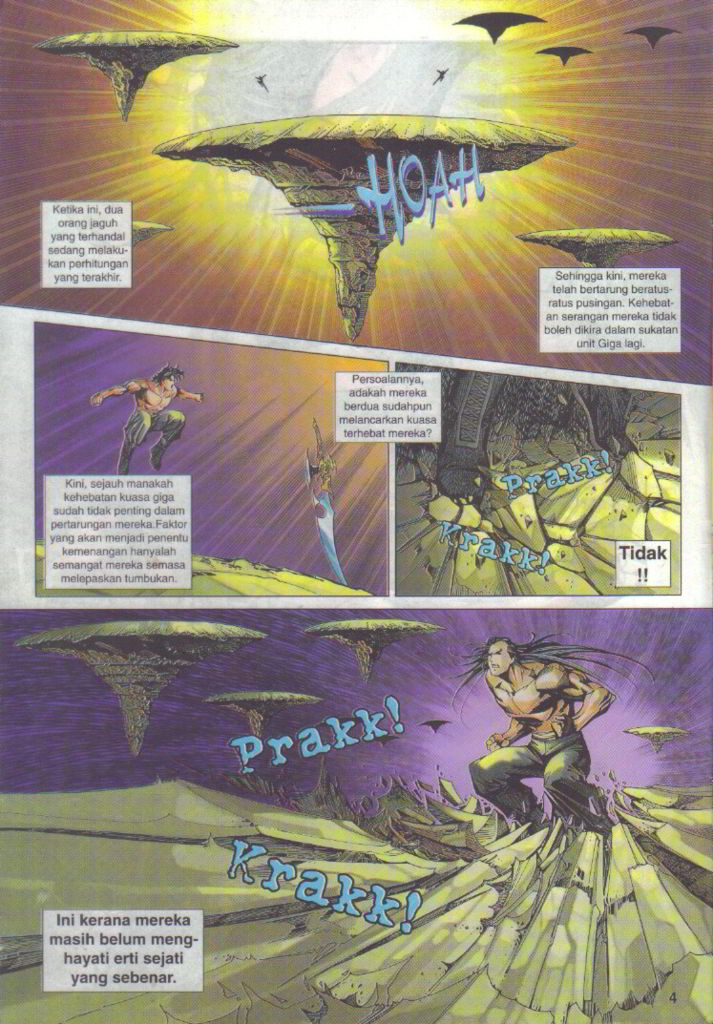 HOAH
Ketika ini, dua
orang jaguh
yang terhandal
sedang melaku-
kan perhitungan
yang terakhir.
Sehingga kini, mereka
telah bertarung beratus-
ratus pusingan. Kehebat-
an serangan mereka tidak
boleh dikira dalam sukatan
unit Giga lagi.
Kini, sejauh manakah
kehebatan kuasa giga
sudah tidak penting dalam
pertarungan mereka.Faktor
yang akan menjadi penentu
kemenangan hanyalah
semangat mereka semasa
melepaskan tumbukan.
Persoalannya,
adakah mereka
berdua sudahpun
melancarkan kuasa
terhebat mereka?
Prakk!
Krakk!
Tidak
!!
Prakk!
Krakk!
Ini kerana mereka
masih belum meng-
hayati erti sejati
yang sebenar.
4